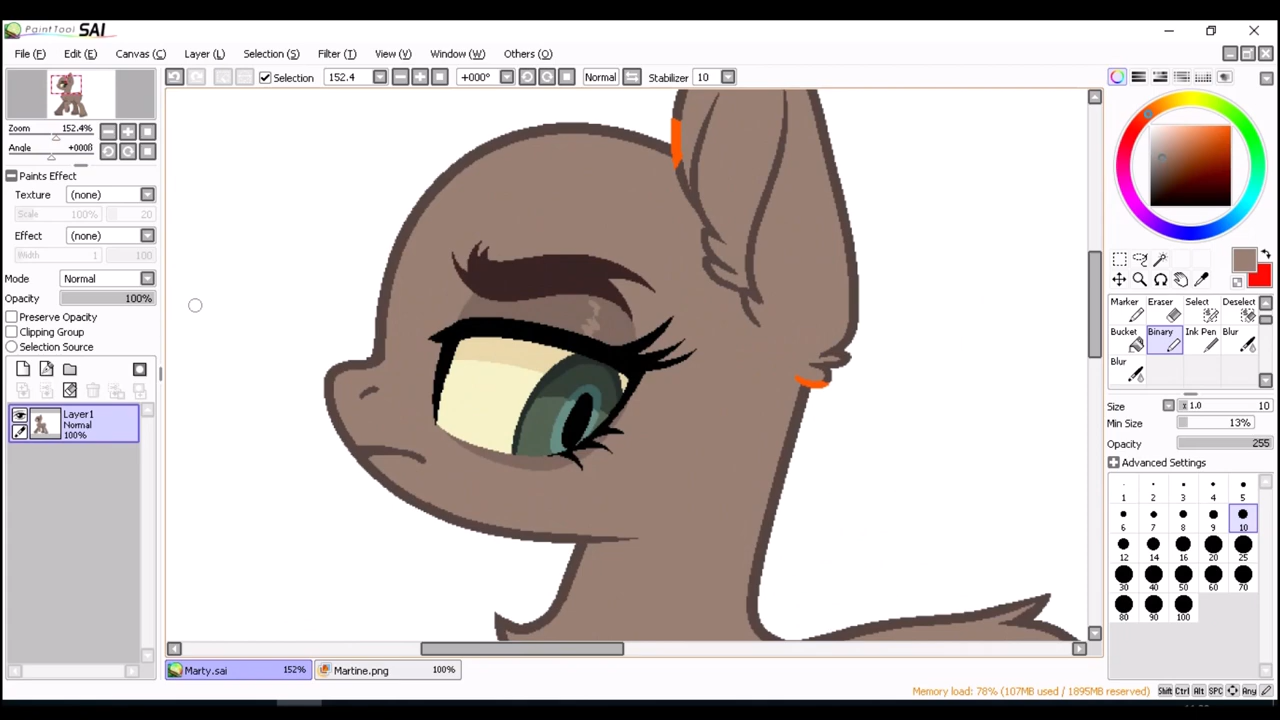 PaintTool SAI
File (F) Edit (E) Canvas (C) Layer (L) Selection (S) Filter (T) View (V) Window (W) Others (O)
Selection 152.4 +000° Normal Stabilizer 10
Zoom 152.4%
Angle +000ß
Paints Effect
Texture (none)
Scale 100% 20
Effect (none)
Width 1 100
Mode Normal
Opacity 100%
Preserve Opacity
Clipping Group
Selection Source
Layer1
Normal
100%
Marker Eraser Select Deselect
Bucket Binary Ink Pen Blur
Blur
Size x 1.0 10
Min Size 13%
Opacity 255
Advanced Settings
1 2 3 4 5
6 7 8 9 10
12 14 16 20 25
30 40 50 60 70
80 90 100
Marty.sai 152% Martine.png 100%
Memory load: 78% (107MB used / 1895MB reserved) Shift Ctrl Alt SPC Any